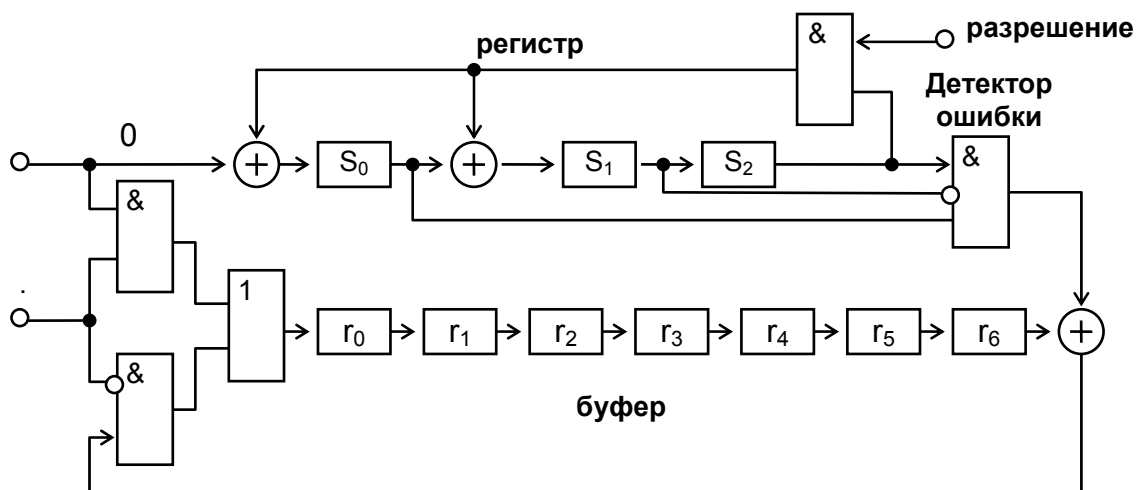 & разрешение
регистр
Детектор
ошибки
0
S₀ S₁ S₂ &
&
.
1
r₀ r₁ r₂ r₃ r₄ r₅ r₆
&
буфер